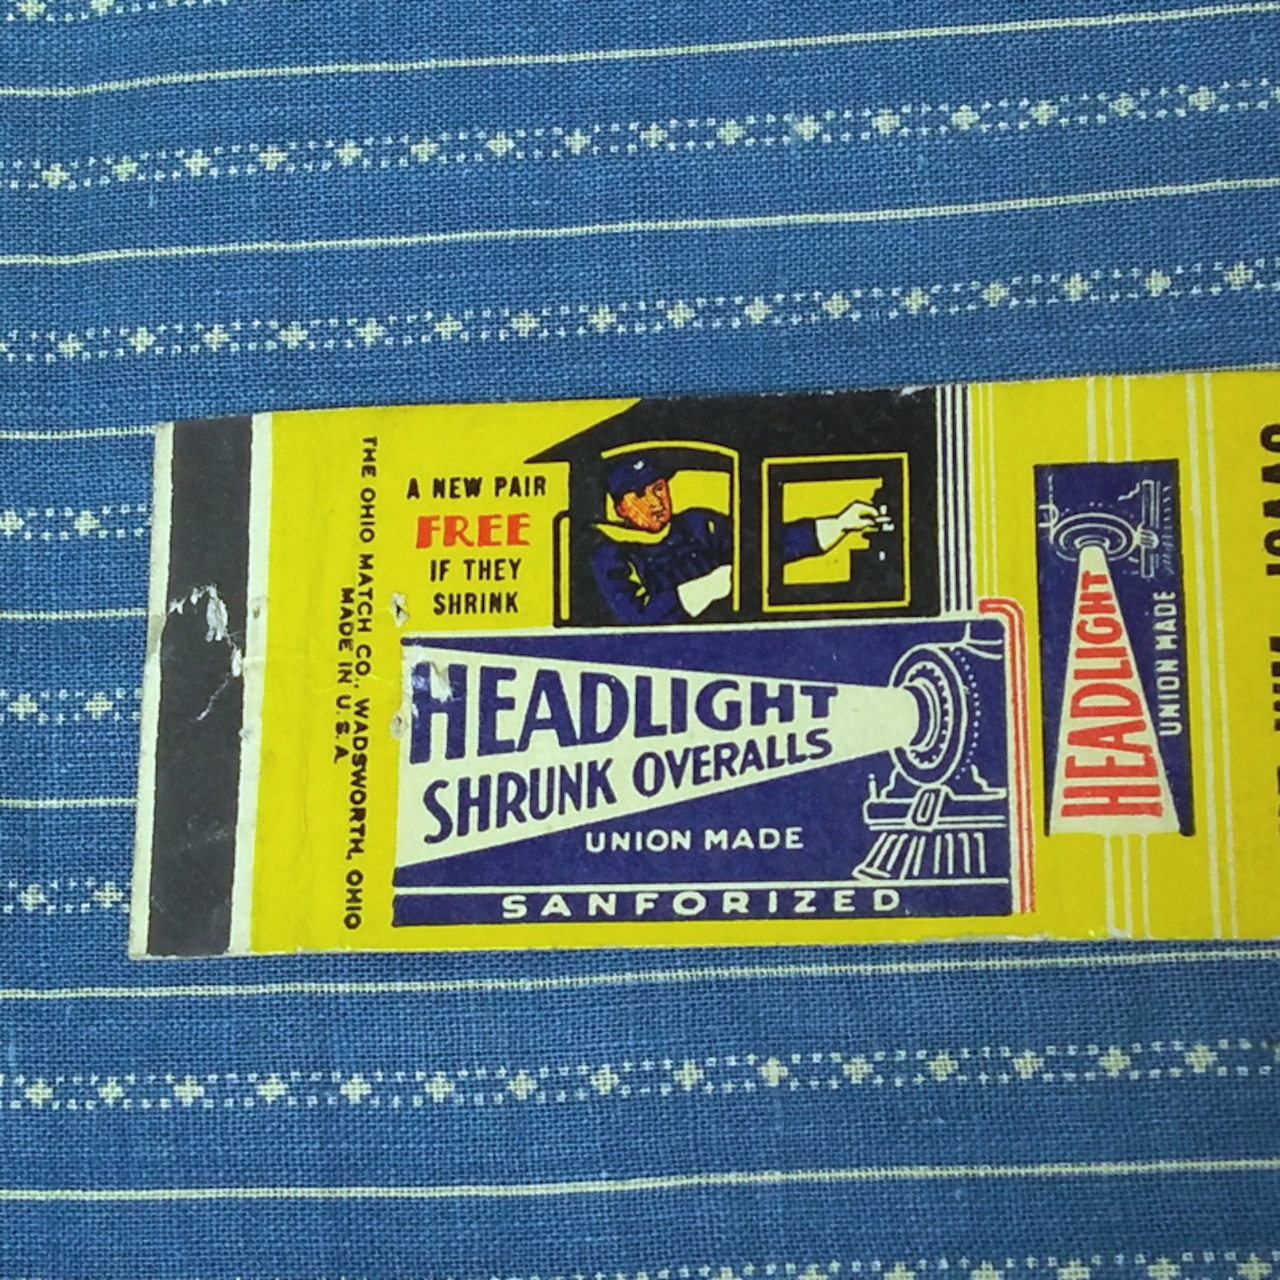 THE OHIO MATCH CO., WADSWORTH, OHIO
MADE IN U.S.A.
A NEW PAIR
FREE
IF THEY
SHRINK
HEADLIGHT
SHRUNK OVERALLS
UNION MADE
SANFORIZED
HEADLIGHT
UNION MADE